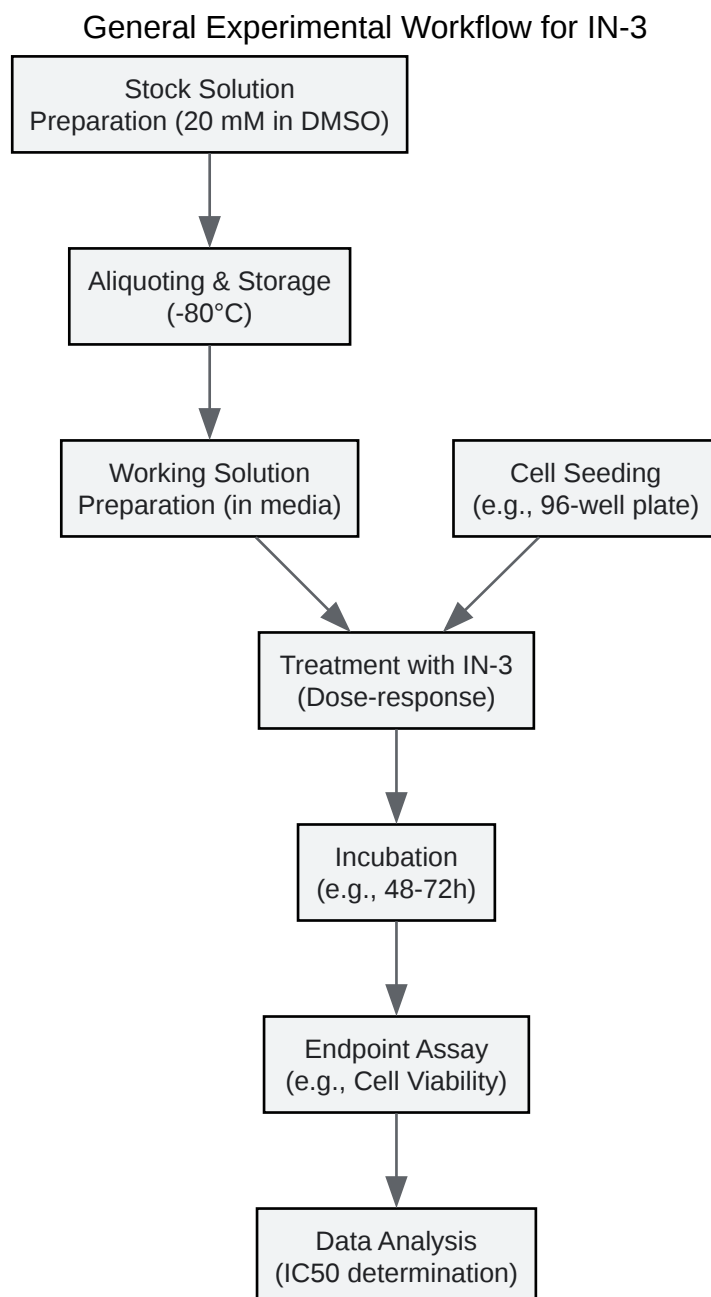 General Experimental Workflow for IN-3
Stock Solution
Preparation (20 mM in DMSO)
Aliquoting & Storage
(-80°C)
Working Solution
Preparation (in media)
Cell Seeding
(e.g., 96-well plate)
Treatment with IN-3
(Dose-response)
Incubation
(e.g., 48-72h)
Endpoint Assay
(e.g., Cell Viability)
Data Analysis
(IC50 determination)